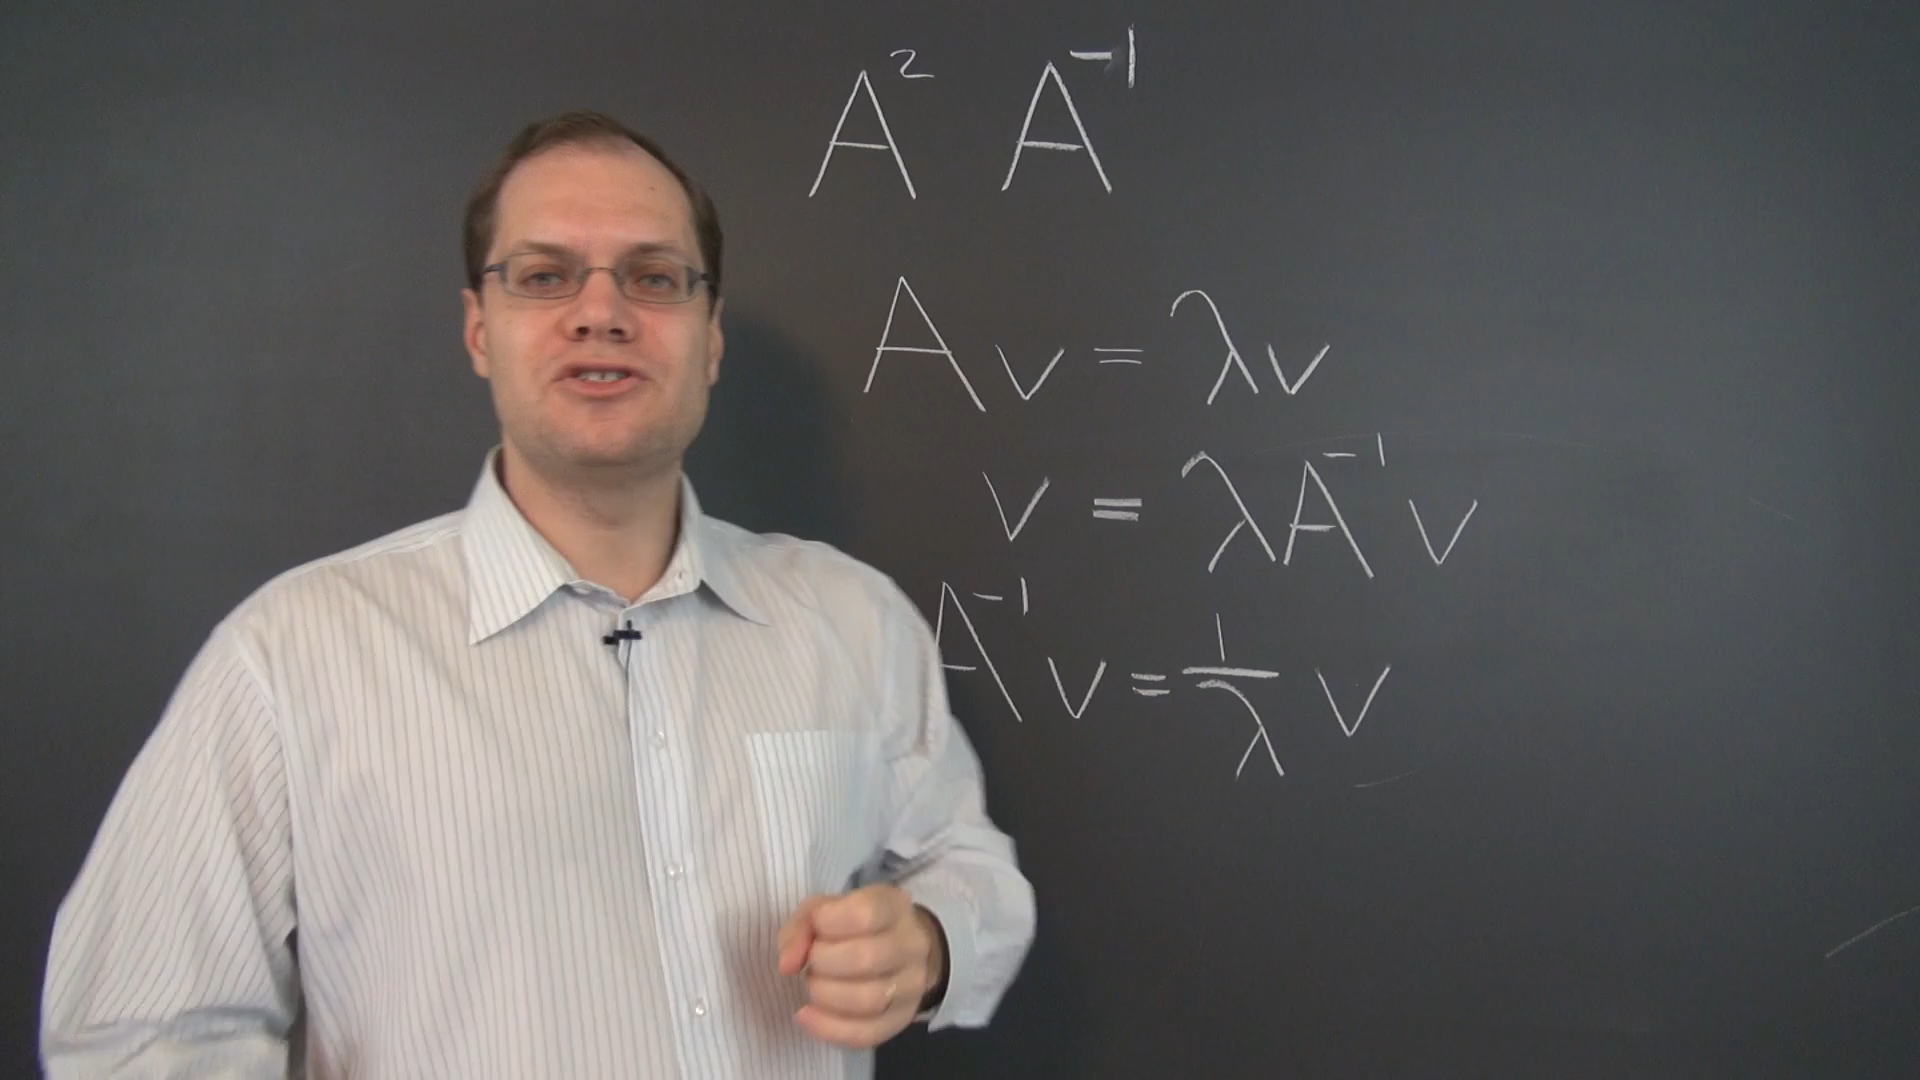 A² A⁻¹
Av = λv
v = λA⁻¹v
A⁻¹v = 1/λ v